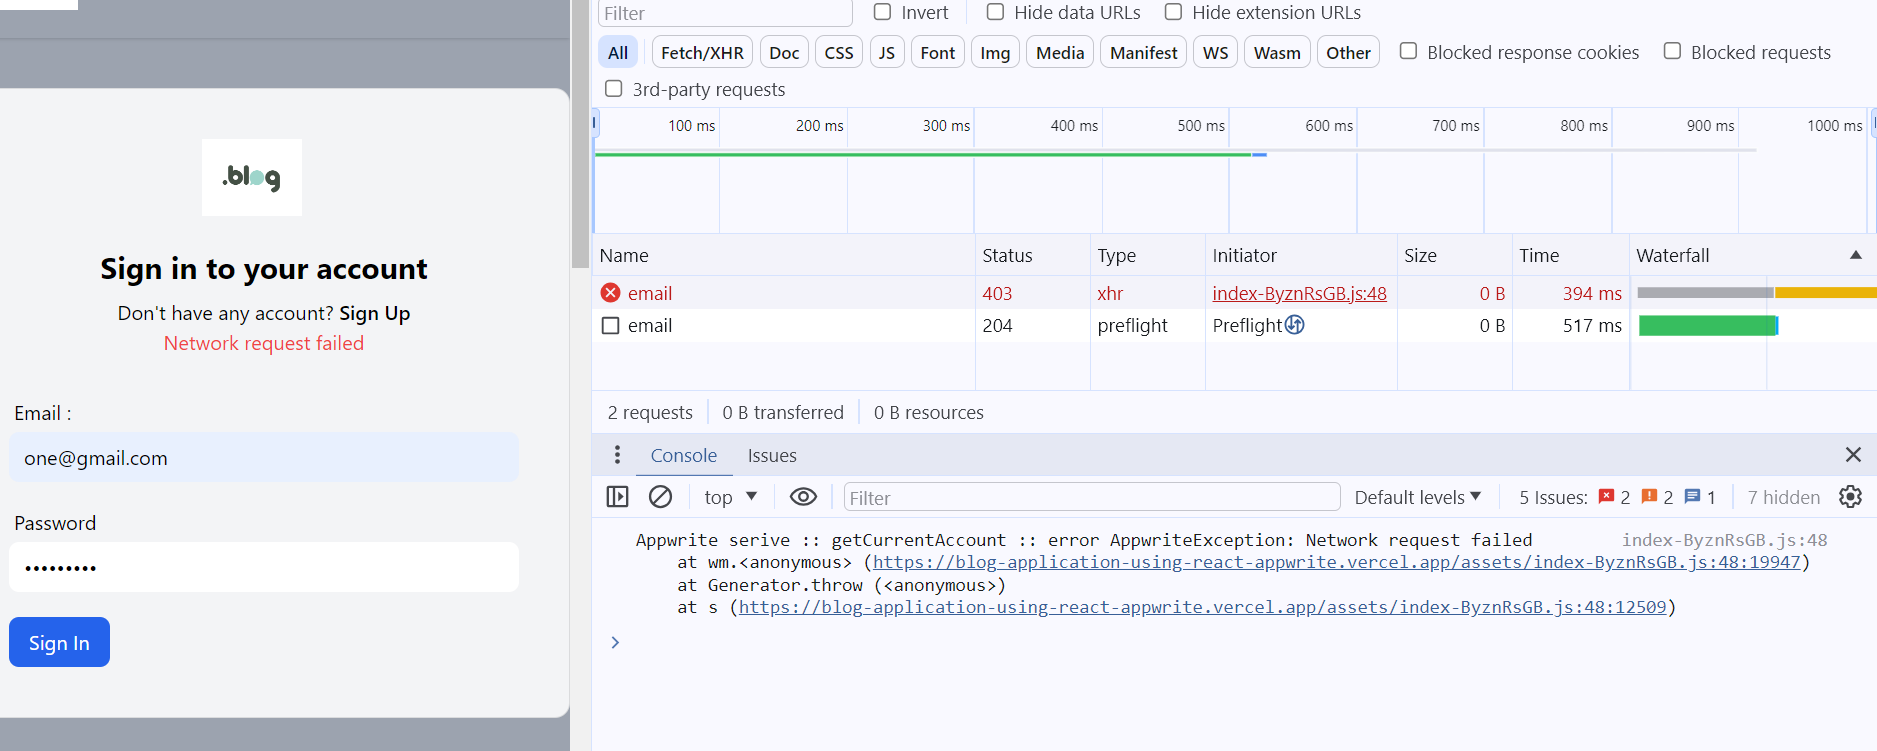 .blog
Sign in to your account
Don't have any account? Sign Up
Network request failed
Email :
one@gmail.com
Password
•••••••••
Sign In
Filter Invert Hide data URLs Hide extension URLs
All Fetch/XHR Doc CSS JS Font Img Media Manifest WS Wasm Other Blocked response cookies Blocked requests
3rd-party requests
100 ms 200 ms 300 ms 400 ms 500 ms 600 ms 700 ms 800 ms 900 ms 1000 ms
Name Status Type Initiator Size Time Waterfall
email 403 xhr index-ByznRsGB.js:48 0 B 394 ms
email 204 preflight Preflight 0 B 517 ms
2 requests 0 B transferred 0 B resources
Console Issues
top Filter Default levels 5 Issues: 2 2 1 7 hidden
Appwrite serive :: getCurrentAccount :: error AppwriteException: Network request failed index-ByznRsGB.js:48
at wm.<anonymous> (https://blog-application-using-react-appwrite.vercel.app/assets/index-ByznRsGB.js:48:19947)
at Generator.throw (<anonymous>)
at s (https://blog-application-using-react-appwrite.vercel.app/assets/index-ByznRsGB.js:48:12509)